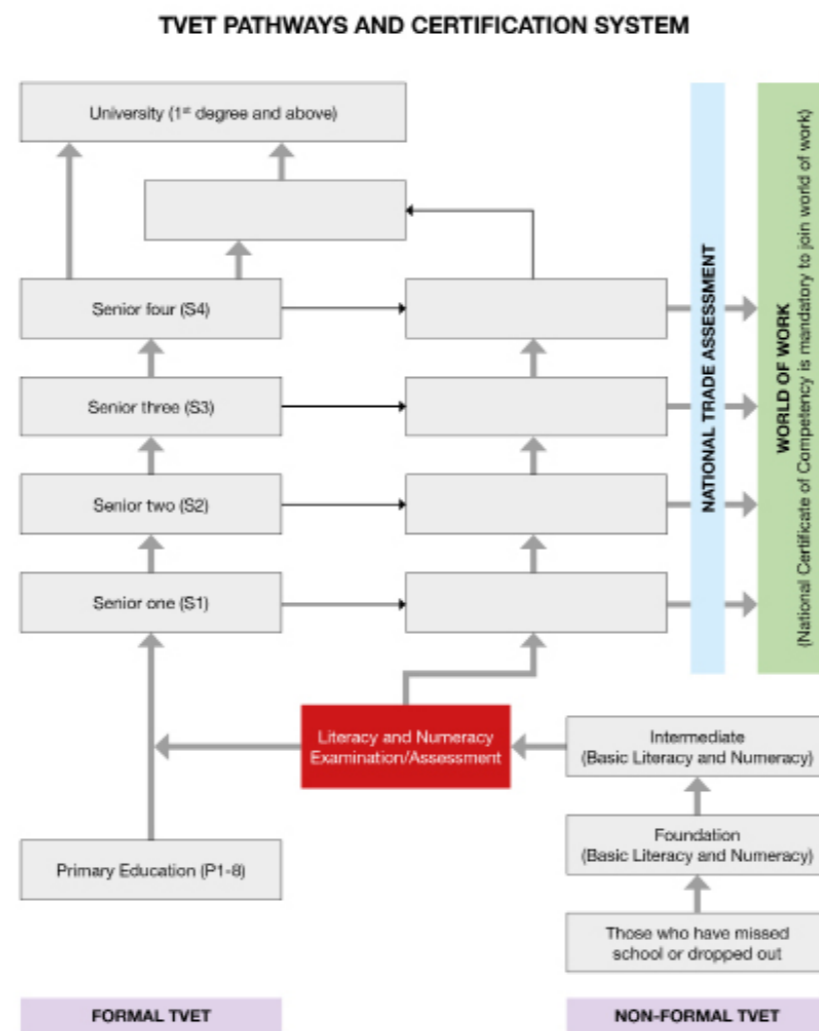 TVET PATHWAYS AND CERTIFICATION SYSTEM
University (1st degree and above)
Senior four (S4)
Senior three (S3)
Senior two (S2)
Senior one (S1)
NATIONAL TRADE ASSESSMENT
WORLD OF WORK
(National Certificate of Competency is mandatory to join world of work)
Literacy and Numeracy
Examination/Assessment
Intermediate
(Basic Literacy and Numeracy)
Foundation
(Basic Literacy and Numeracy)
Primary Education (P1-8)
Those who have missed
school or dropped out
FORMAL TVET
NON-FORMAL TVET